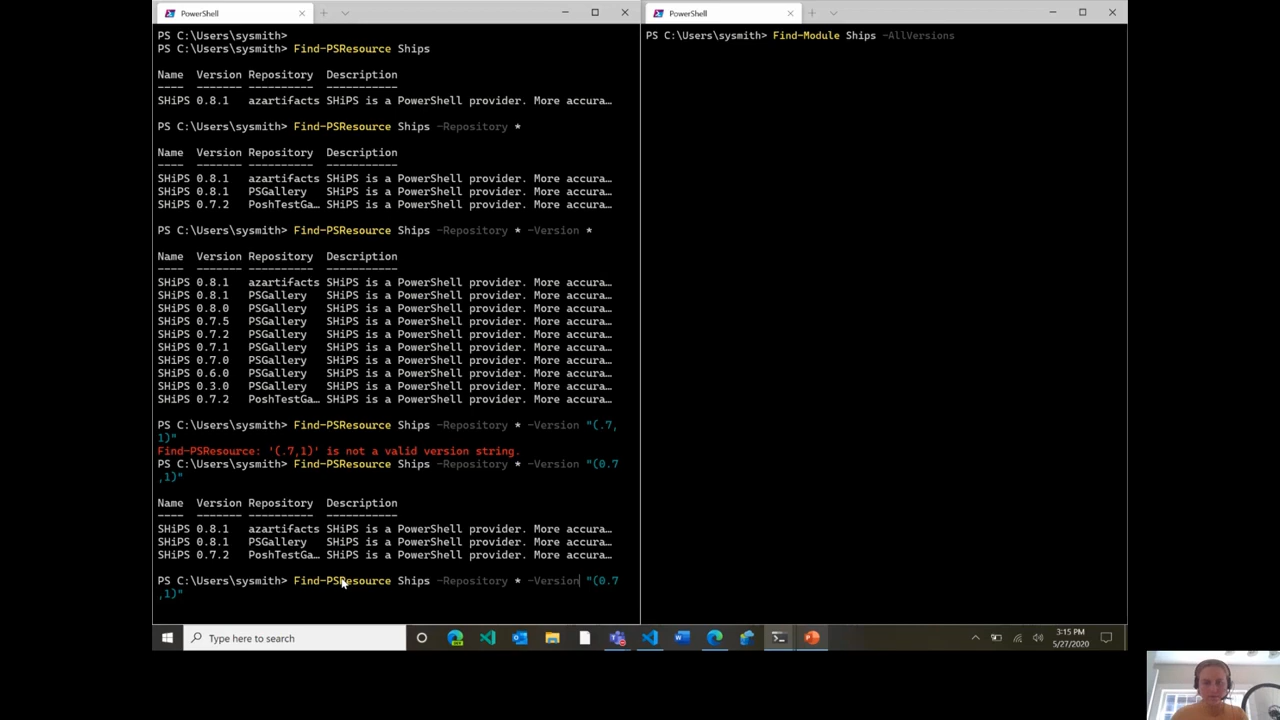 PowerShell
PS C:\Users\sysmith>
PS C:\Users\sysmith> Find-PSResource Ships
Name Version Repository Description
---- ------- ---------- -----------
SHiPS 0.8.1 azartifacts SHiPS is a PowerShell provider. More accura…
PS C:\Users\sysmith> Find-PSResource Ships -Repository *
Name Version Repository Description
---- ------- ---------- -----------
SHiPS 0.8.1 azartifacts SHiPS is a PowerShell provider. More accura…
SHiPS 0.8.1 PSGallery SHiPS is a PowerShell provider. More accura…
SHiPS 0.7.2 PoshTestGa… SHiPS is a PowerShell provider. More accura…
PS C:\Users\sysmith> Find-PSResource Ships -Repository * -Version *
Name Version Repository Description
---- ------- ---------- -----------
SHiPS 0.8.1 azartifacts SHiPS is a PowerShell provider. More accura…
SHiPS 0.8.1 PSGallery SHiPS is a PowerShell provider. More accura…
SHiPS 0.8.0 PSGallery SHiPS is a PowerShell provider. More accura…
SHiPS 0.7.5 PSGallery SHiPS is a PowerShell provider. More accura…
SHiPS 0.7.2 PSGallery SHiPS is a PowerShell provider. More accura…
SHiPS 0.7.1 PSGallery SHiPS is a PowerShell provider. More accura…
SHiPS 0.7.0 PSGallery SHiPS is a PowerShell provider. More accura…
SHiPS 0.6.0 PSGallery SHiPS is a PowerShell provider. More accura…
SHiPS 0.3.0 PSGallery SHiPS is a PowerShell provider. More accura…
SHiPS 0.7.2 PoshTestGa… SHiPS is a PowerShell provider. More accura…
PS C:\Users\sysmith> Find-PSResource Ships -Repository * -Version "(.7,
1)"
Find-PSResource: '(.7,1)' is not a valid version string.
PS C:\Users\sysmith> Find-PSResource Ships -Repository * -Version "(0.7
,1)"
Name Version Repository Description
---- ------- ---------- -----------
SHiPS 0.8.1 azartifacts SHiPS is a PowerShell provider. More accura…
SHiPS 0.8.1 PSGallery SHiPS is a PowerShell provider. More accura…
SHiPS 0.7.2 PoshTestGa… SHiPS is a PowerShell provider. More accura…
PS C:\Users\sysmith> Find-PSResource Ships -Repository * -Version "(0.7
,1)"
PowerShell
PS C:\Users\sysmith> Find-Module Ships -AllVersions
Type here to search
3:15 PM
5/27/2020